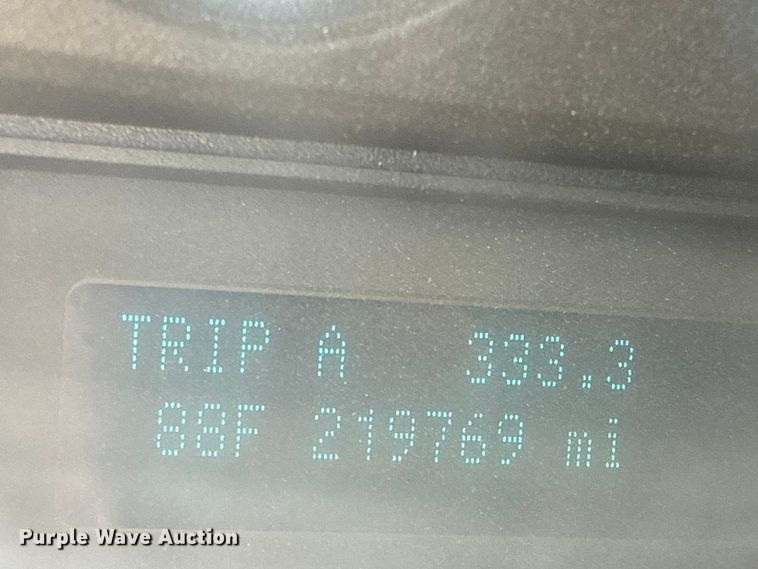 TRIP A 333.3
88F 219769 mi
Purple Wave Auction